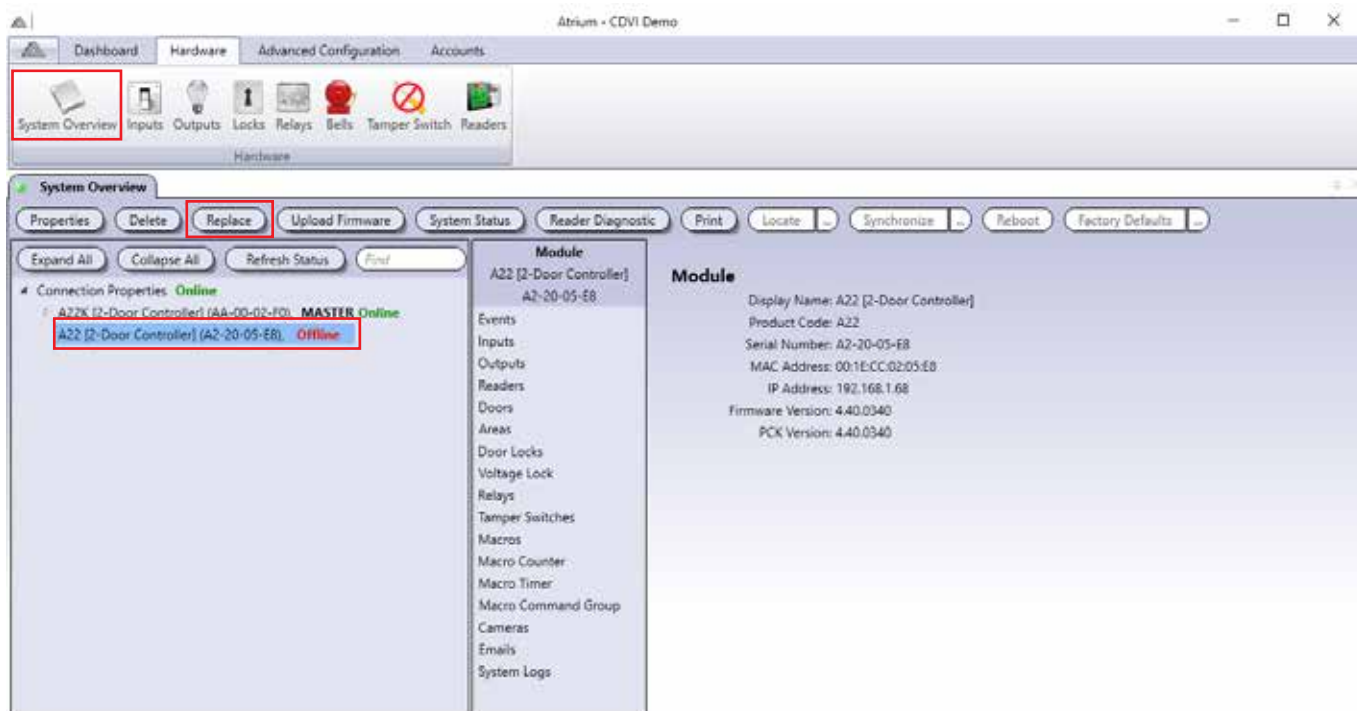 Atrium - CDVI Demo
Dashboard Hardware Advanced Configuration Accounts
System Overview Inputs Outputs Locks Relays Bells Tamper Switch Readers
Hardware
System Overview
Properties Delete Replace Upload Firmware System Status Reader Diagnostic Print Locate ... Synchronize ... Reboot Factory Defaults ...
Expand All Collapse All Refresh Status Find
Connection Properties Online
A22K [2-Door Controller] (AA-00-02-F0), MASTER Online
A22 [2-Door Controller] (A2-20-05-E8), Offline
Module
A22 [2-Door Controller]
A2-20-05-E8
Events
Inputs
Outputs
Readers
Doors
Areas
Door Locks
Voltage Lock
Relays
Tamper Switches
Macros
Macro Counter
Macro Timer
Macro Command Group
Cameras
Emails
System Logs
Module
Display Name: A22 [2-Door Controller]
Product Code: A22
Serial Number: A2-20-05-E8
MAC Address: 00:1E:CC:02:05:E8
IP Address: 192.168.1.68
Firmware Version: 4.40.0340
PCK Version: 4.40.0340